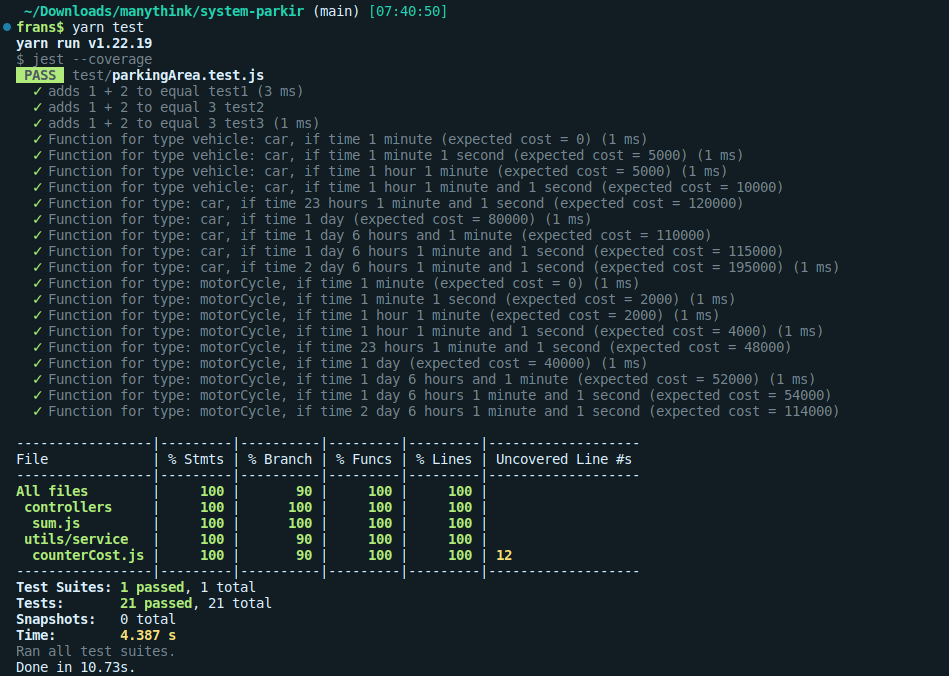 ~/Downloads/manythink/system-parkir (main) [07:40:50]
frans$ yarn test
yarn run v1.22.19
$ jest --coverage
PASS test/parkingArea.test.js
✓ adds 1 + 2 to equal test1 (3 ms)
✓ adds 1 + 2 to equal 3 test2
✓ adds 1 + 2 to equal 3 test3 (1 ms)
✓ Function for type vehicle: car, if time 1 minute (expected cost = 0) (1 ms)
✓ Function for type vehicle: car, if time 1 minute 1 second (expected cost = 5000) (1 ms)
✓ Function for type vehicle: car, if time 1 hour 1 minute (expected cost = 5000) (1 ms)
✓ Function for type vehicle: car, if time 1 hour 1 minute and 1 second (expected cost = 10000)
✓ Function for type: car, if time 23 hours 1 minute and 1 second (expected cost = 120000)
✓ Function for type: car, if time 1 day (expected cost = 80000) (1 ms)
✓ Function for type: car, if time 1 day 6 hours and 1 minute (expected cost = 110000)
✓ Function for type: car, if time 1 day 6 hours 1 minute and 1 second (expected cost = 115000)
✓ Function for type: car, if time 2 day 6 hours 1 minute and 1 second (expected cost = 195000) (1 ms)
✓ Function for type: motorCycle, if time 1 minute (expected cost = 0) (1 ms)
✓ Function for type: motorCycle, if time 1 minute 1 second (expected cost = 2000) (1 ms)
✓ Function for type: motorCycle, if time 1 hour 1 minute (expected cost = 2000) (1 ms)
✓ Function for type: motorCycle, if time 1 hour 1 minute and 1 second (expected cost = 4000) (1 ms)
✓ Function for type: motorCycle, if time 23 hours 1 minute and 1 second (expected cost = 48000)
✓ Function for type: motorCycle, if time 1 day (expected cost = 40000) (1 ms)
✓ Function for type: motorCycle, if time 1 day 6 hours and 1 minute (expected cost = 52000) (1 ms)
✓ Function for type: motorCycle, if time 1 day 6 hours 1 minute and 1 second (expected cost = 54000)
✓ Function for type: motorCycle, if time 2 day 6 hours 1 minute and 1 second (expected cost = 114000)
-----------------|---------|----------|---------|---------|-------------------
File             | % Stmts | % Branch | % Funcs | % Lines | Uncovered Line #s
-----------------|---------|----------|---------|---------|-------------------
All files        |     100 |       90 |     100 |     100 |
 controllers     |     100 |      100 |     100 |     100 |
  sum.js         |     100 |      100 |     100 |     100 |
 utils/service   |     100 |       90 |     100 |     100 |
  counterCost.js |     100 |       90 |     100 |     100 | 12
-----------------|---------|----------|---------|---------|-------------------
Test Suites: 1 passed, 1 total
Tests:       21 passed, 21 total
Snapshots:   0 total
Time:        4.387 s
Ran all test suites.
Done in 10.73s.